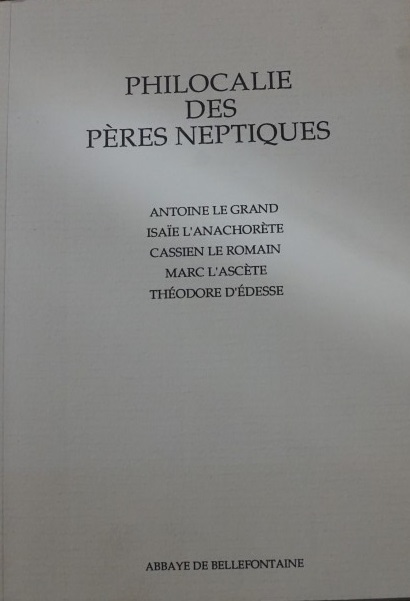 PHILOCALIE
DES
PÈRES NEPTIQUES
ANTOINE LE GRAND
ISAÏE L'ANACHORÈTE
CASSIEN LE ROMAIN
MARC L'ASCÈTE
THÉODORE D'ÉDESSE
ABBAYE DE BELLEFONTAINE